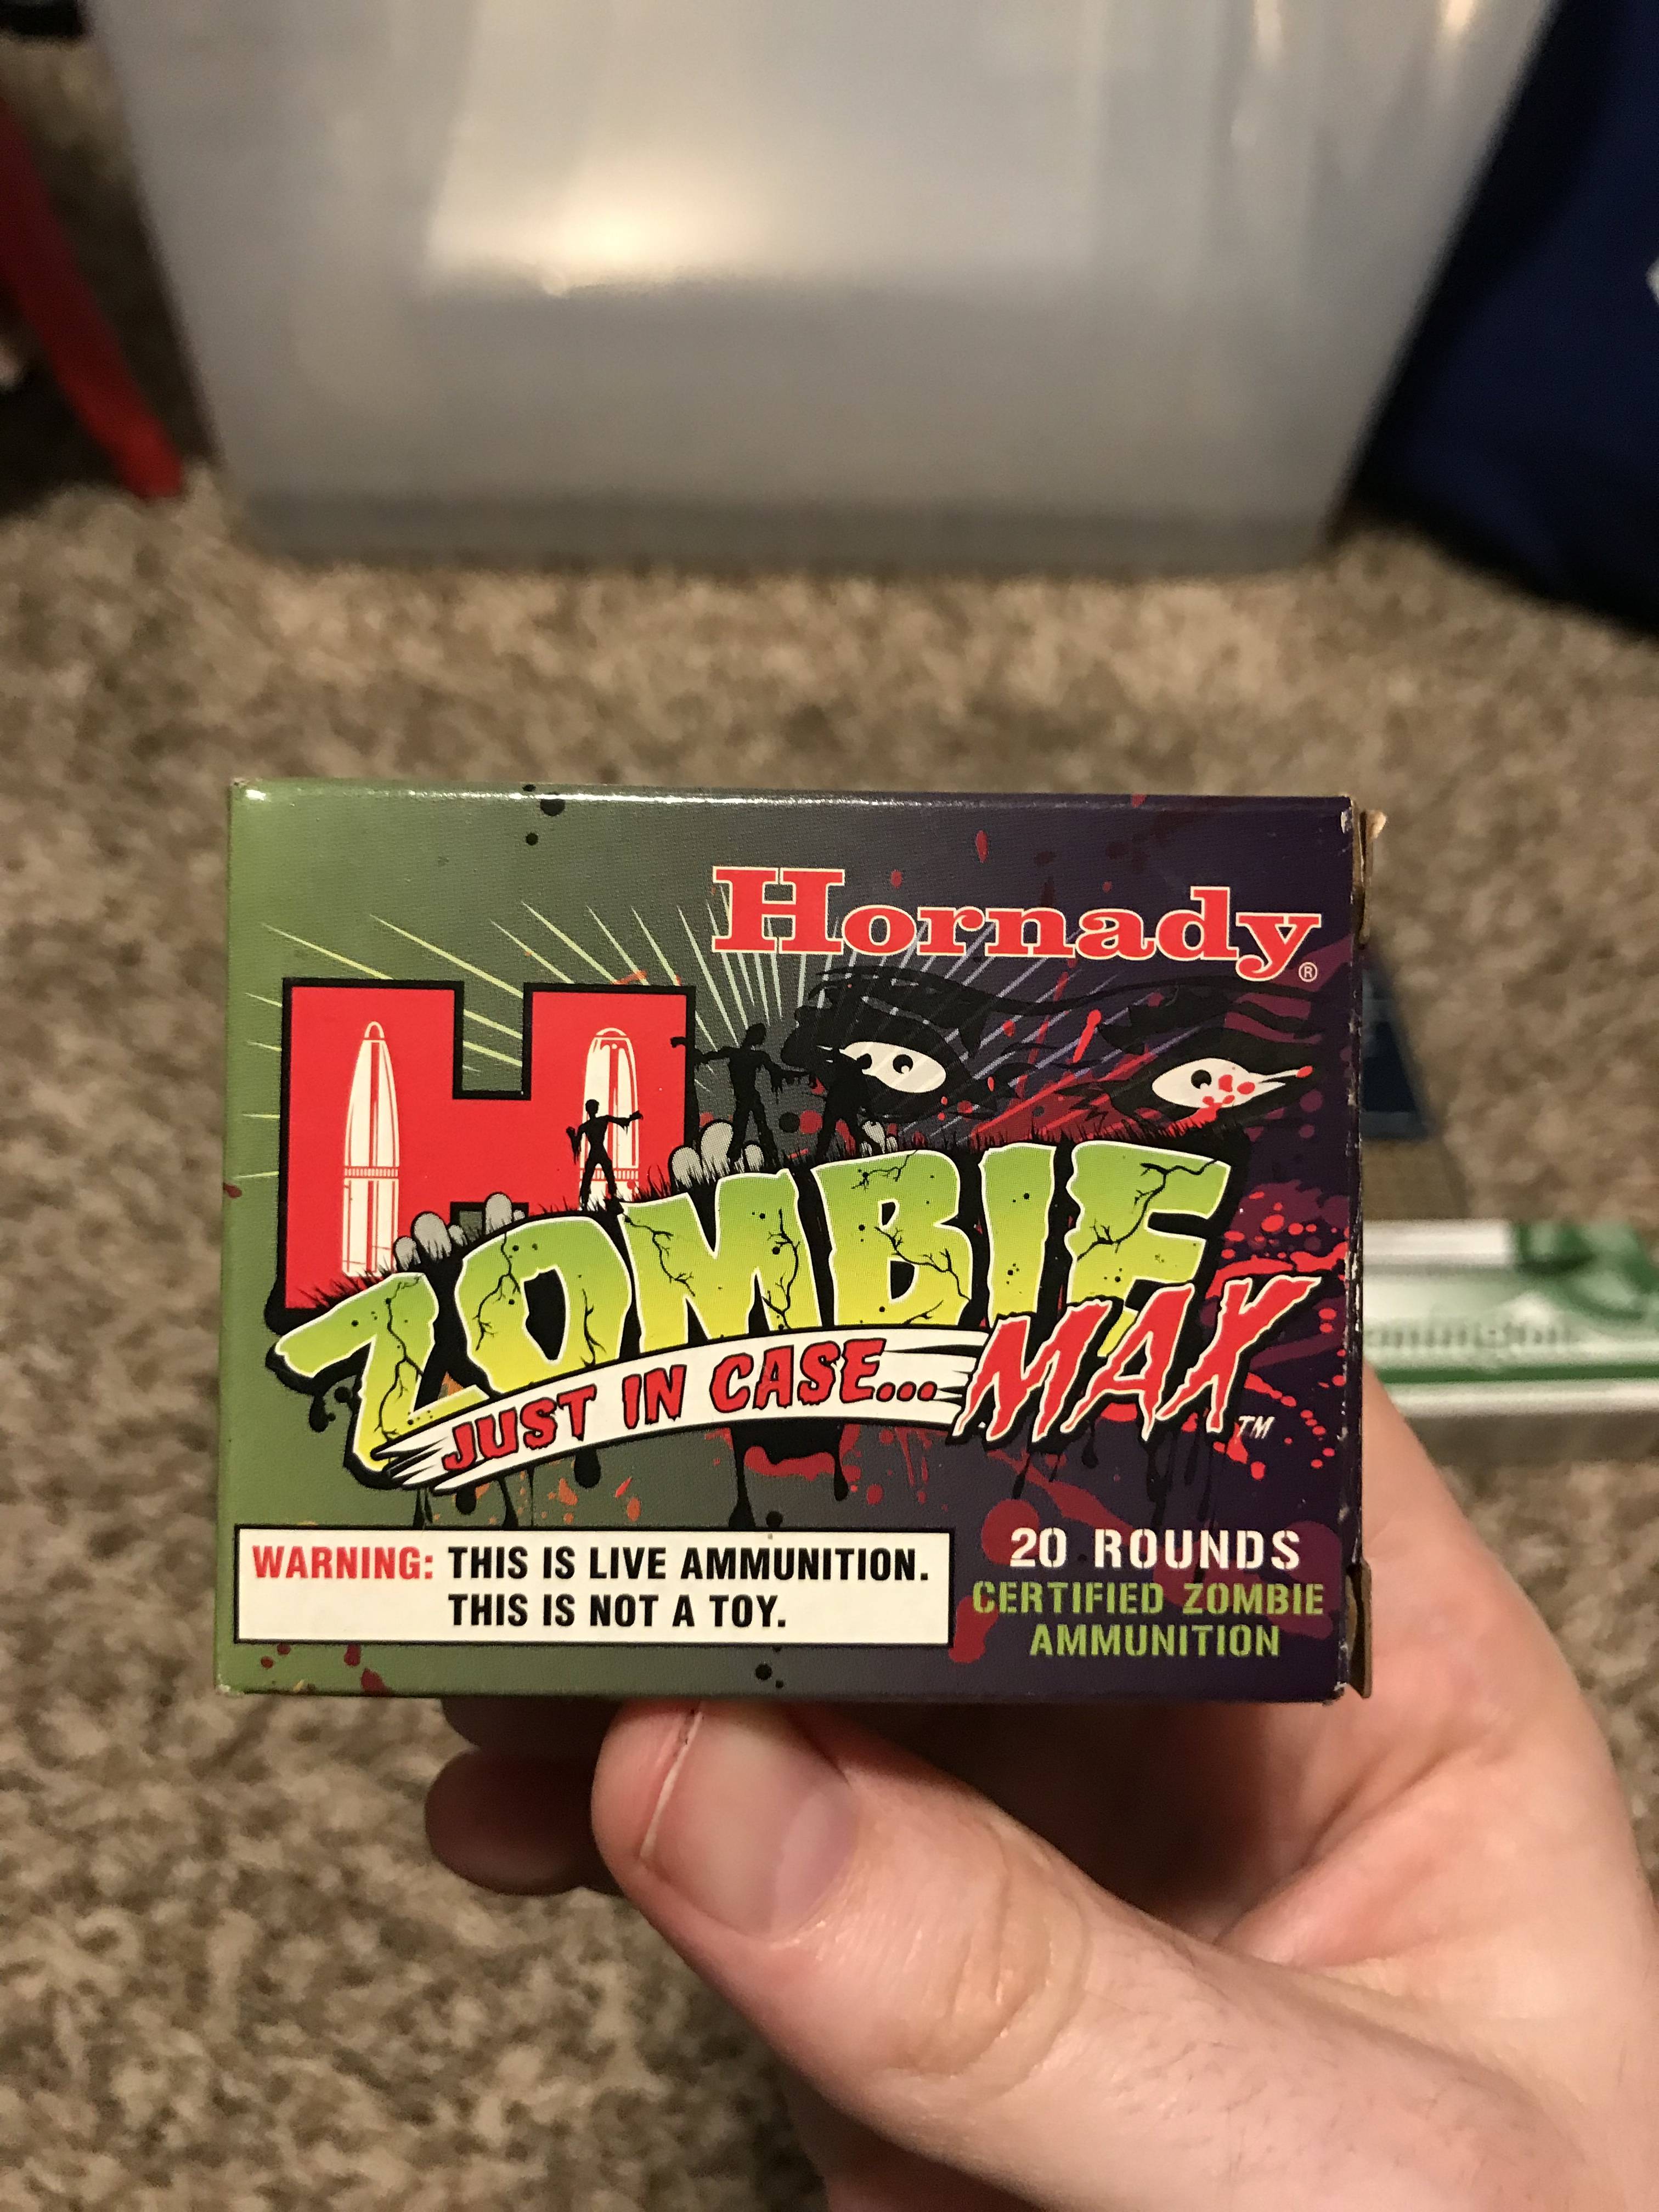 Hornady®
H
ZOMBIE
JUST IN CASE...
MAX™
WARNING: THIS IS LIVE AMMUNITION.
THIS IS NOT A TOY.
20 ROUNDS
CERTIFIED ZOMBIE
AMMUNITION